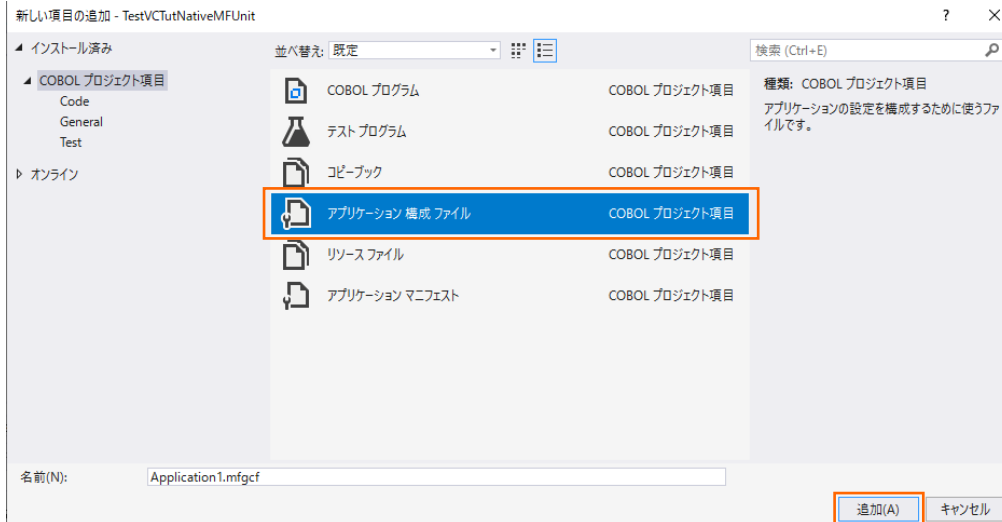 新しい項目の追加 - TestVCTutNativeMFUnit
インストール済み
COBOL プロジェクト項目
Code
General
Test
オンライン
並べ替え: 既定
COBOL プログラム COBOL プロジェクト項目
テスト プログラム COBOL プロジェクト項目
コピーブック COBOL プロジェクト項目
アプリケーション 構成 ファイル COBOL プロジェクト項目
リソース ファイル COBOL プロジェクト項目
アプリケーション マニフェスト COBOL プロジェクト項目
検索 (Ctrl+E)
種類: COBOL プロジェクト項目
アプリケーションの設定を構成するために使うファ
イルです。
名前(N): Application1.mfgcf
追加(A) キャンセル